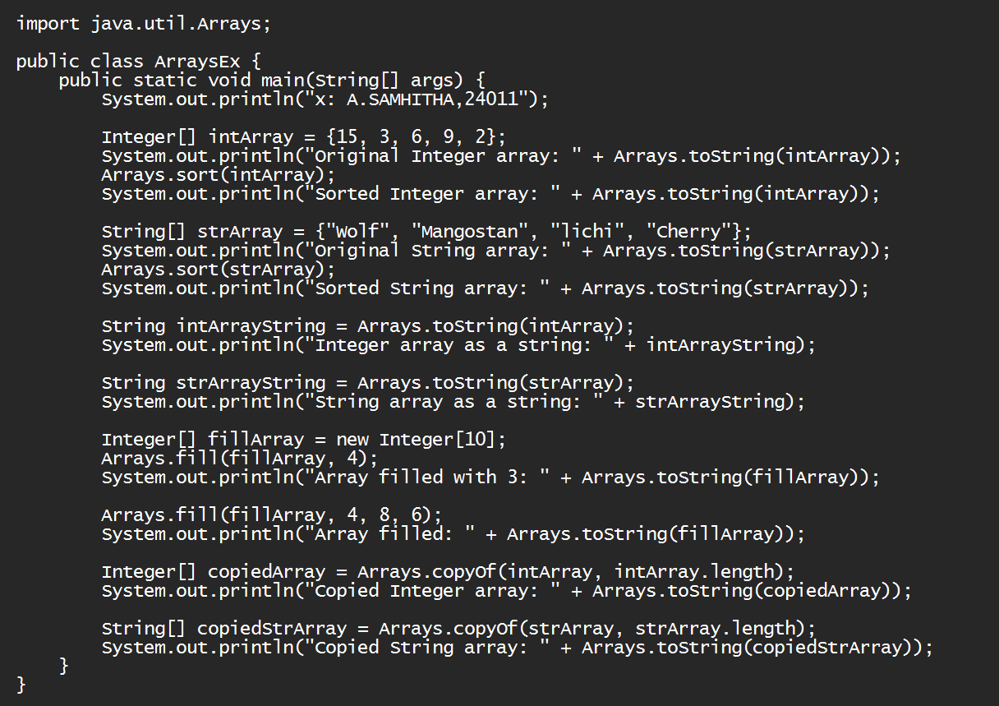 import java.util.Arrays;
public class ArraysEx {
public static void main(String[] args) {
System.out.println("x: A.SAMHITHA,24011");
Integer[] intArray = {15, 3, 6, 9, 2};
System.out.println("Original Integer array: " + Arrays.toString(intArray));
Arrays.sort(intArray);
System.out.println("Sorted Integer array: " + Arrays.toString(intArray));
String[] strArray = {"Wolf", "Mangostan", "lichi", "Cherry"};
System.out.println("Original String array: " + Arrays.toString(strArray));
Arrays.sort(strArray);
System.out.println("Sorted String array: " + Arrays.toString(strArray));
String intArrayString = Arrays.toString(intArray);
System.out.println("Integer array as a string: " + intArrayString);
String strArrayString = Arrays.toString(strArray);
System.out.println("String array as a string: " + strArrayString);
Integer[] fillArray = new Integer[10];
Arrays.fill(fillArray, 4);
System.out.println("Array filled with 3: " + Arrays.toString(fillArray));
Arrays.fill(fillArray, 4, 8, 6);
System.out.println("Array filled: " + Arrays.toString(fillArray));
Integer[] copiedArray = Arrays.copyOf(intArray, intArray.length);
System.out.println("Copied Integer array: " + Arrays.toString(copiedArray));
String[] copiedStrArray = Arrays.copyOf(strArray, strArray.length);
System.out.println("Copied String array: " + Arrays.toString(copiedStrArray));
}
}